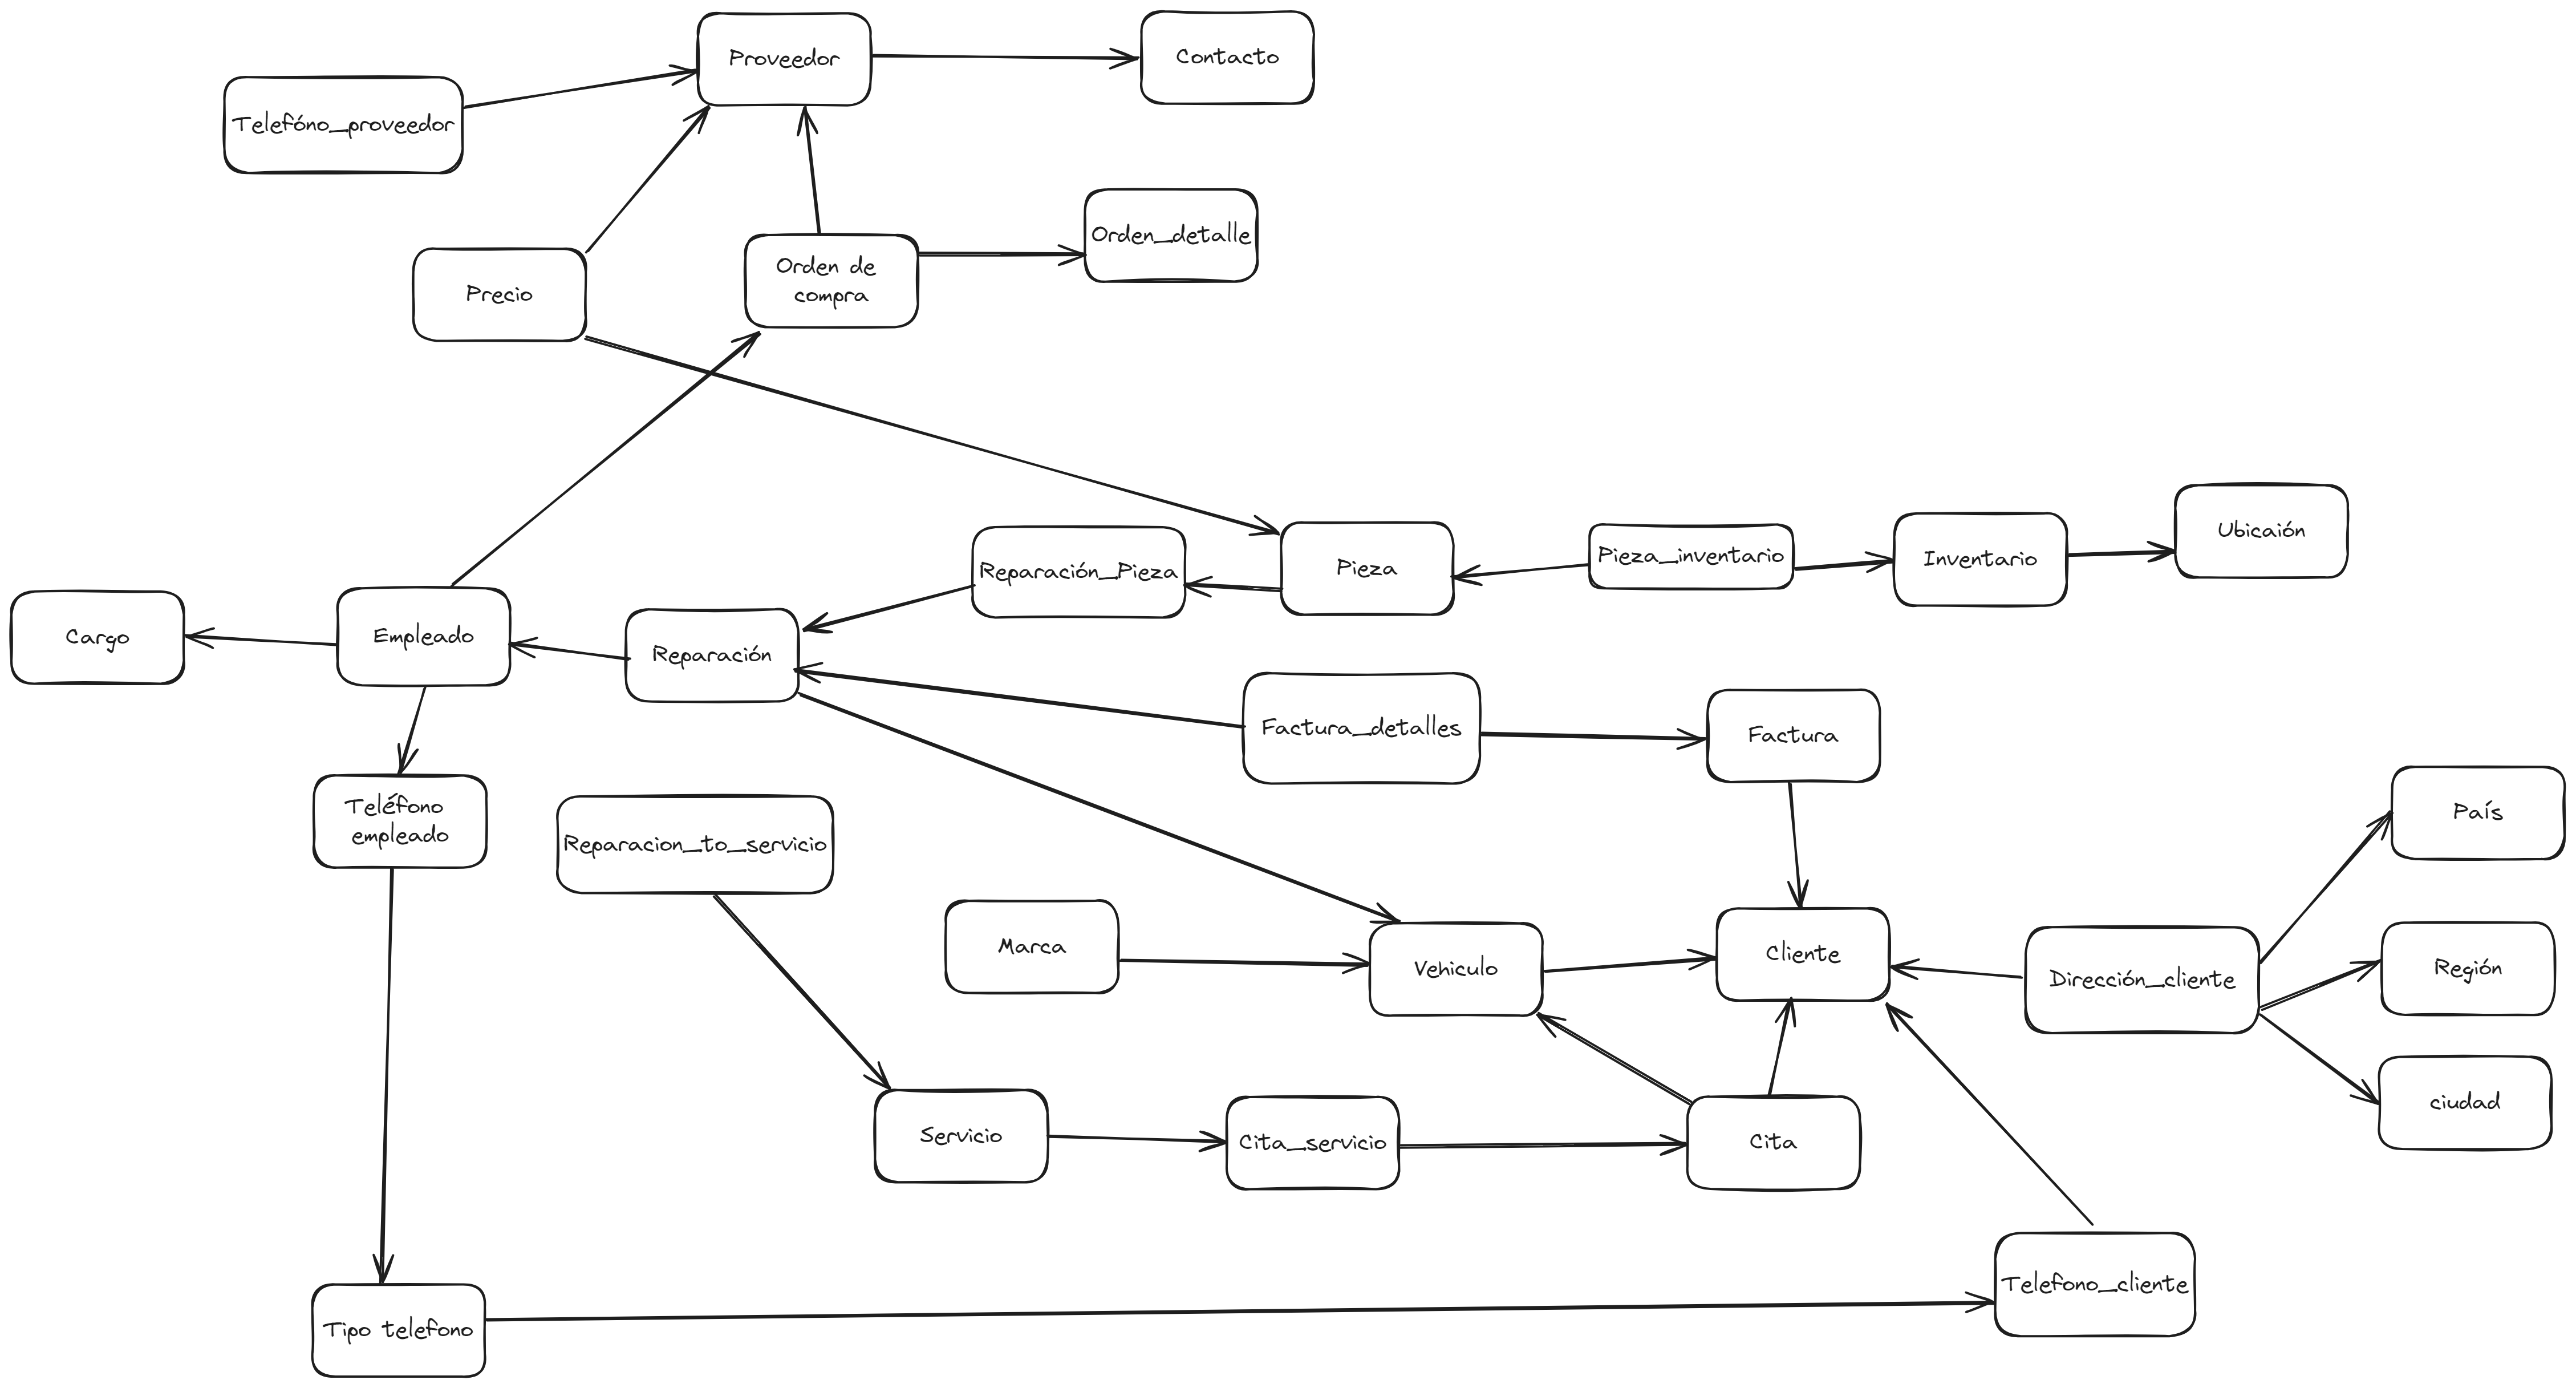 Proveedor
Contacto
Telefóno_proveedor
Orden_detalle
Orden de
compra
Precio
Ubicaión
Pieza_inventario
Inventario
Pieza
Reparación_Pieza
Cargo
Empleado
Reparación
Factura_detalles
Factura
País
Teléfono
empleado
Reparacion_to_servicio
Marca
Vehiculo
Cliente
Región
Dirección_cliente
ciudad
Servicio
Cita_servicio
Cita
Telefono_cliente
Tipo telefono